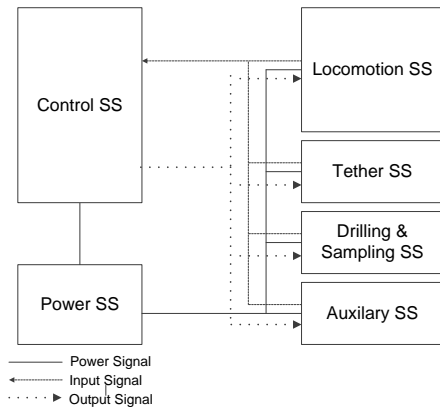 Control SS
Locomotion SS
Tether SS
Drilling &
Sampling SS
Power SS
Auxilary SS
Power Signal
Input Signal
Output Signal